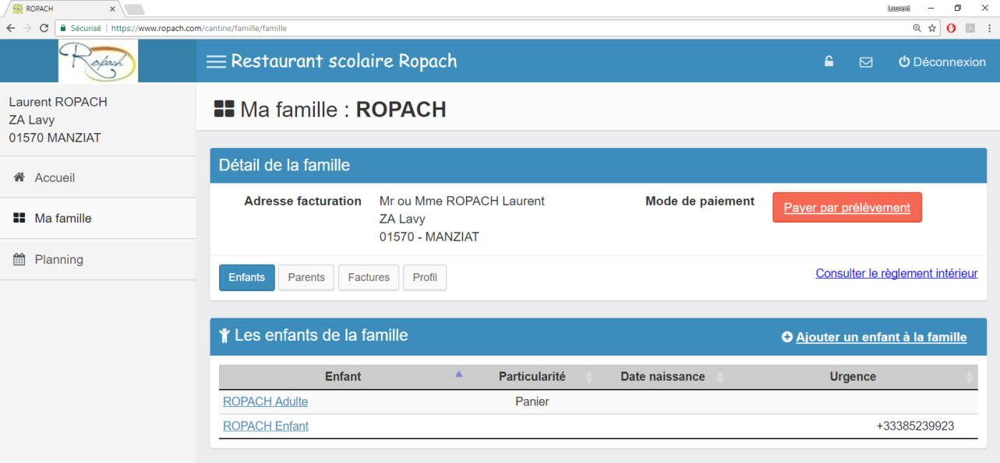 ROPACH
Laurent
Sécurisé | https://www.ropach.com/cantine/famille/famille
Ropach
Restaurant scolaire Ropach
Déconnexion
Laurent ROPACH
ZA Lavy
01570 MANZIAT
Accueil
Ma famille
Planning
Ma famille : ROPACH
Détail de la famille
Adresse facturation
Mr ou Mme ROPACH Laurent
ZA Lavy
01570 - MANZIAT
Mode de paiement
Payer par prélèvement
Enfants Parents Factures Profil
Consulter le règlement intérieur
Les enfants de la famille
Ajouter un enfant à la famille
Enfant Particularité Date naissance Urgence
ROPACH Adulte Panier
ROPACH Enfant +33385239923